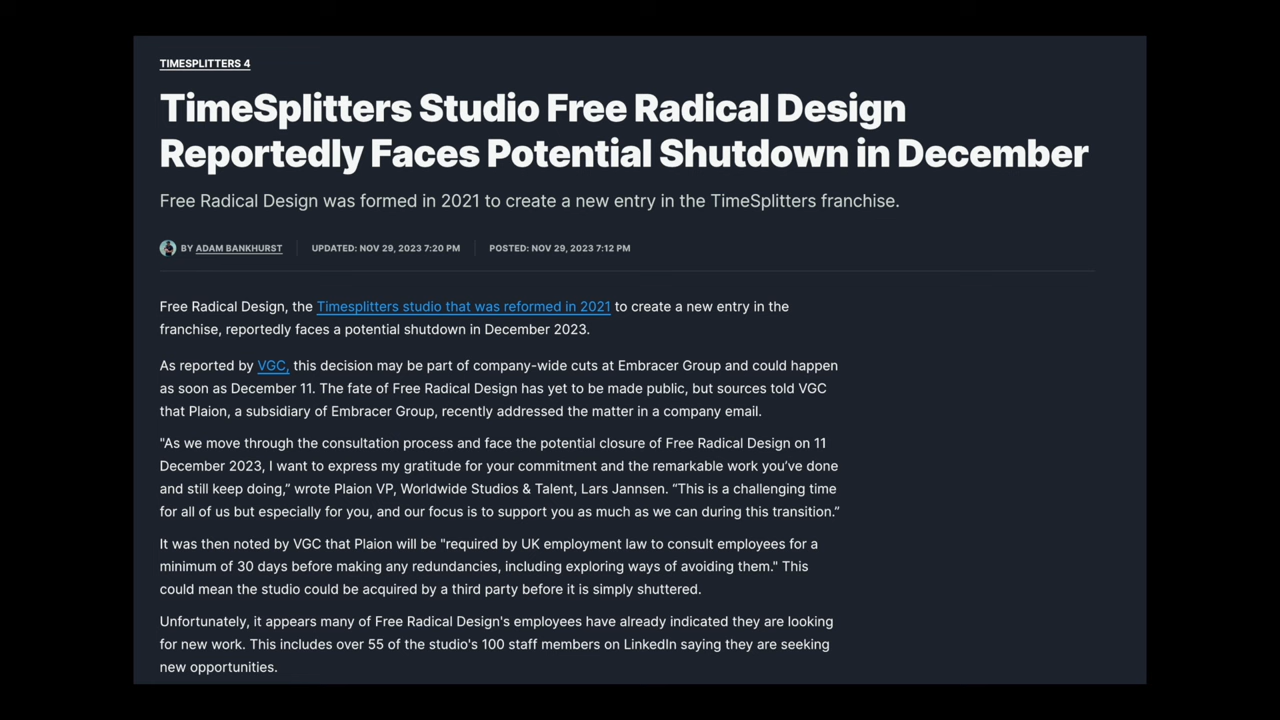 TIMESPLITTERS 4
TimeSplitters Studio Free Radical Design
Reportedly Faces Potential Shutdown in December
Free Radical Design was formed in 2021 to create a new entry in the TimeSplitters franchise.
BY ADAM BANKHURST UPDATED: NOV 29, 2023 7:20 PM POSTED: NOV 29, 2023 7:12 PM
Free Radical Design, the Timesplitters studio that was reformed in 2021 to create a new entry in the
franchise, reportedly faces a potential shutdown in December 2023.
As reported by VGC, this decision may be part of company-wide cuts at Embracer Group and could happen
as soon as December 11. The fate of Free Radical Design has yet to be made public, but sources told VGC
that Plaion, a subsidiary of Embracer Group, recently addressed the matter in a company email.
"As we move through the consultation process and face the potential closure of Free Radical Design on 11
December 2023, I want to express my gratitude for your commitment and the remarkable work you’ve done
and still keep doing,” wrote Plaion VP, Worldwide Studios & Talent, Lars Jannsen. “This is a challenging time
for all of us but especially for you, and our focus is to support you as much as we can during this transition.”
It was then noted by VGC that Plaion will be "required by UK employment law to consult employees for a
minimum of 30 days before making any redundancies, including exploring ways of avoiding them." This
could mean the studio could be acquired by a third party before it is simply shuttered.
Unfortunately, it appears many of Free Radical Design's employees have already indicated they are looking
for new work. This includes over 55 of the studio's 100 staff members on LinkedIn saying they are seeking
new opportunities.